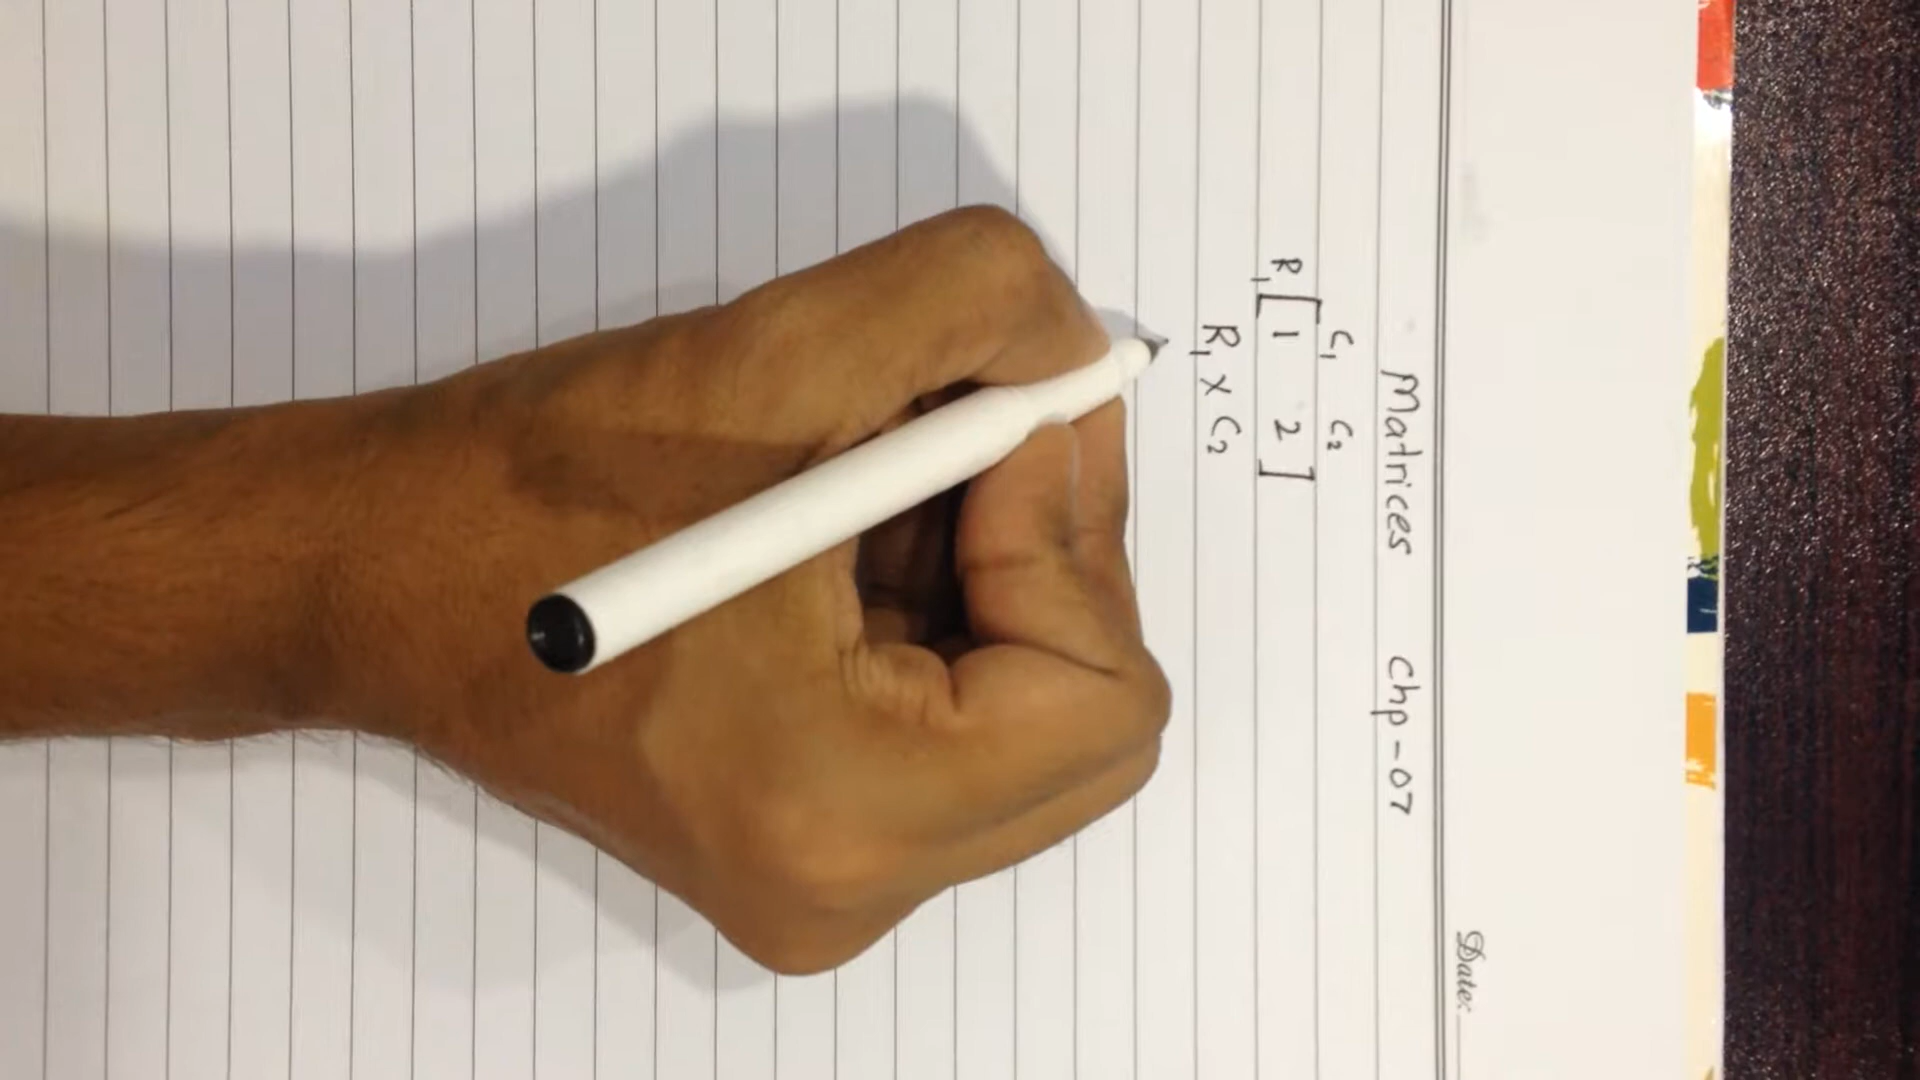 Date:
Matrices Chp-07
C1 C2
R1 [ 1 2 ]
R1 × C2